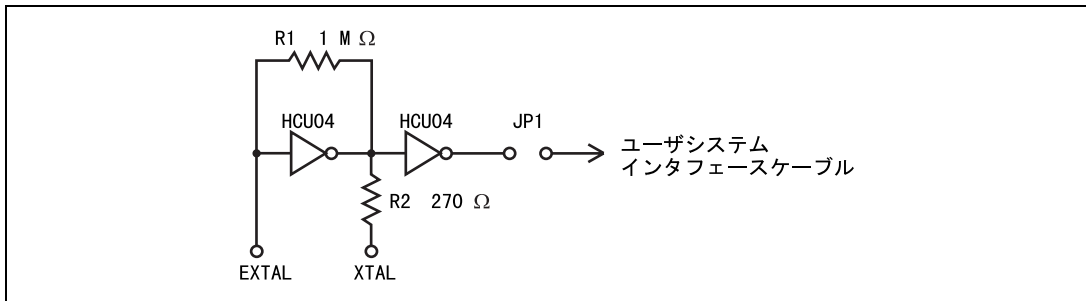 R1 1 M Ω
HCU04 HCU04 JP1
ユーザシステム
インタフェースケーブル
R2 270 Ω
EXTAL XTAL